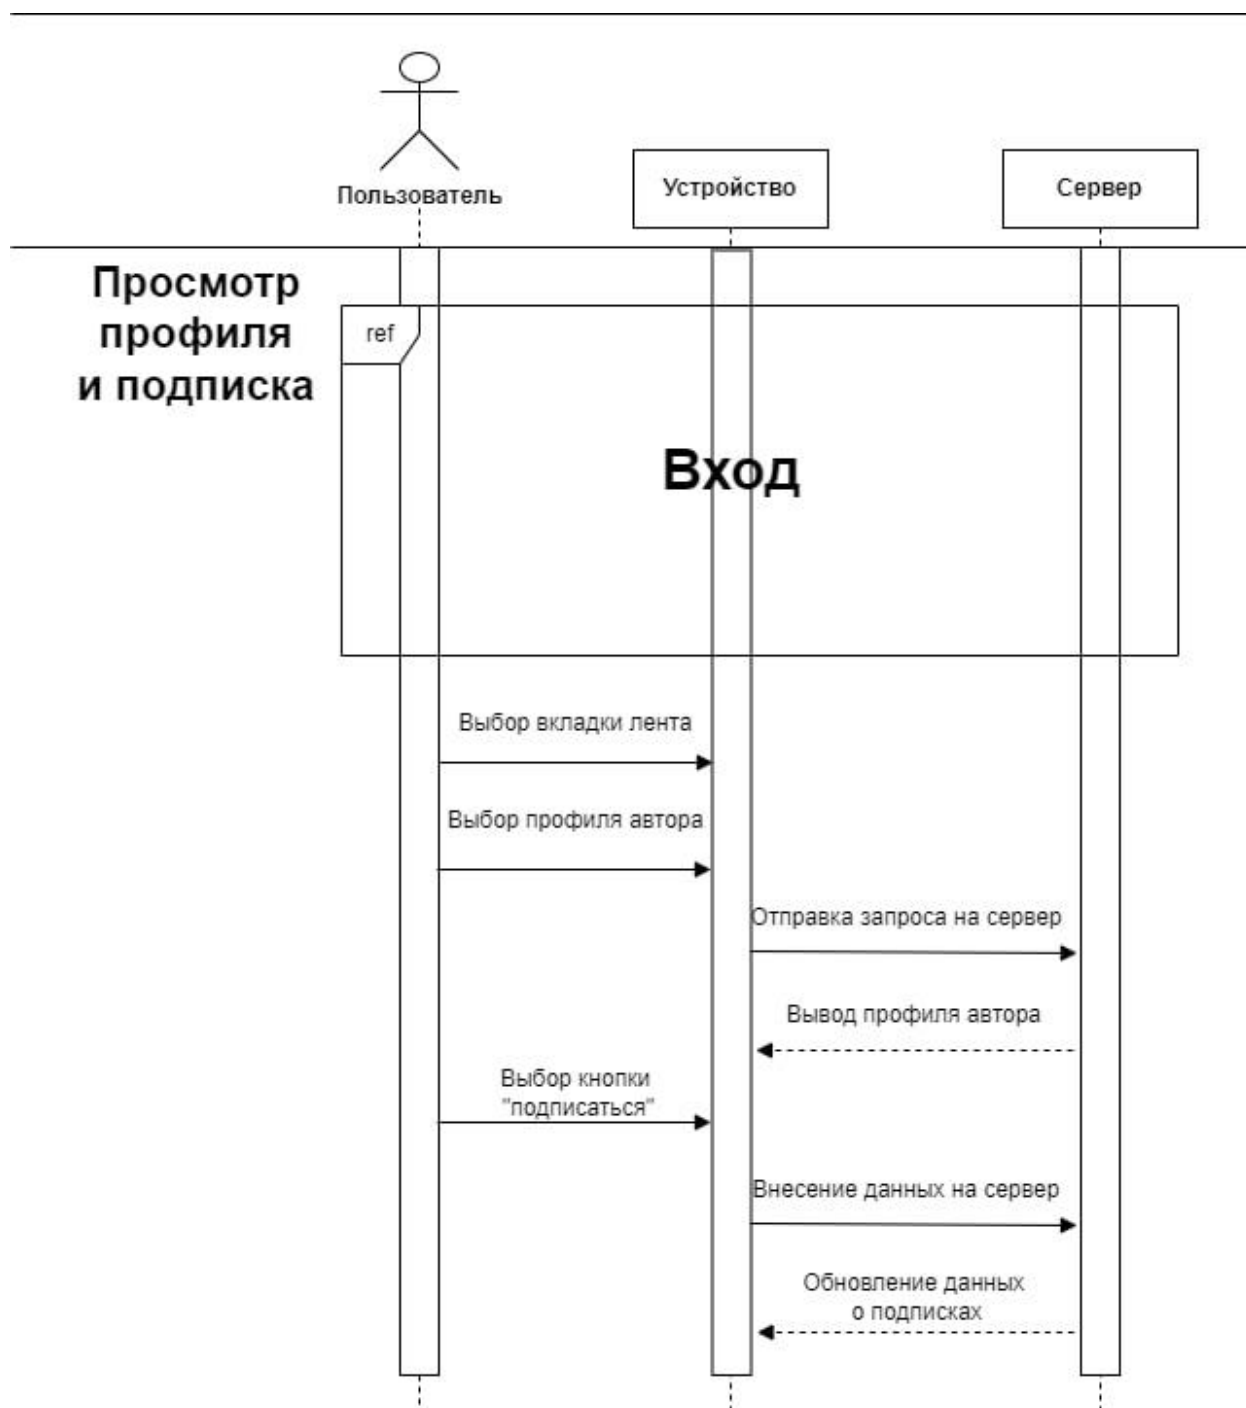 Пользователь
Устройство
Сервер
Просмотр
профиля
и подписка
ref
Вход
Выбор вкладки лента
Выбор профиля автора
Отправка запроса на сервер
Вывод профиля автора
Выбор кнопки
"подписаться"
Внесение данных на сервер
Обновление данных
о подписках